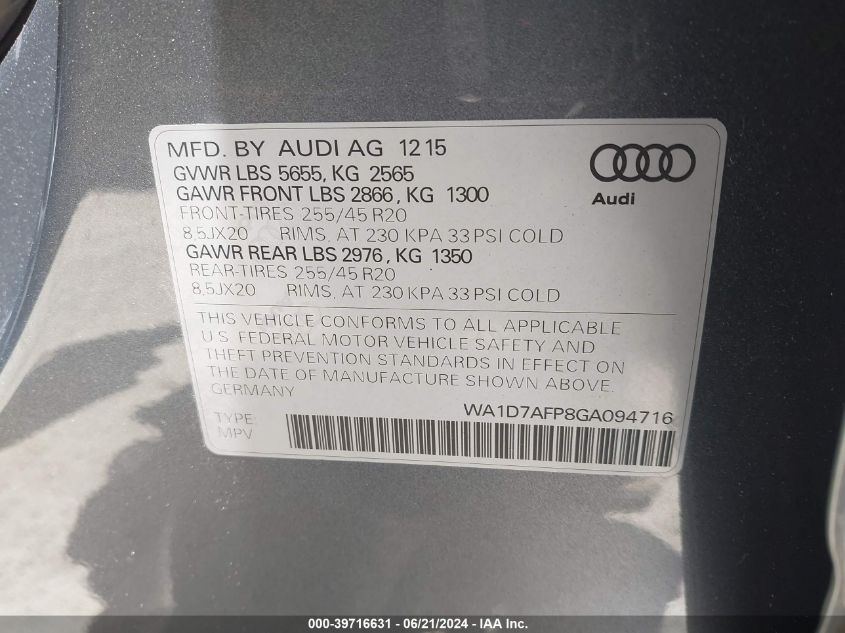 MFD. BY AUDI AG 12 15
GVWR LBS 5655, KG 2565
GAWR FRONT LBS 2866, KG 1300
FRONT-TIRES 255/45 R20
8,5JX20 RIMS, AT 230 KPA 33 PSI COLD
GAWR REAR LBS 2976, KG 1350
REAR-TIRES 255/45 R20
8,5JX20 RIMS, AT 230 KPA 33 PSI COLD
Audi
THIS VEHICLE CONFORMS TO ALL APPLICABLE
U.S. FEDERAL MOTOR VEHICLE SAFETY AND
THEFT PREVENTION STANDARDS IN EFFECT ON
THE DATE OF MANUFACTURE SHOWN ABOVE.
GERMANY
WA1D7AFP8GA094716
TYPE:
MPV
000-39716631 - 06/21/2024 - IAA Inc.